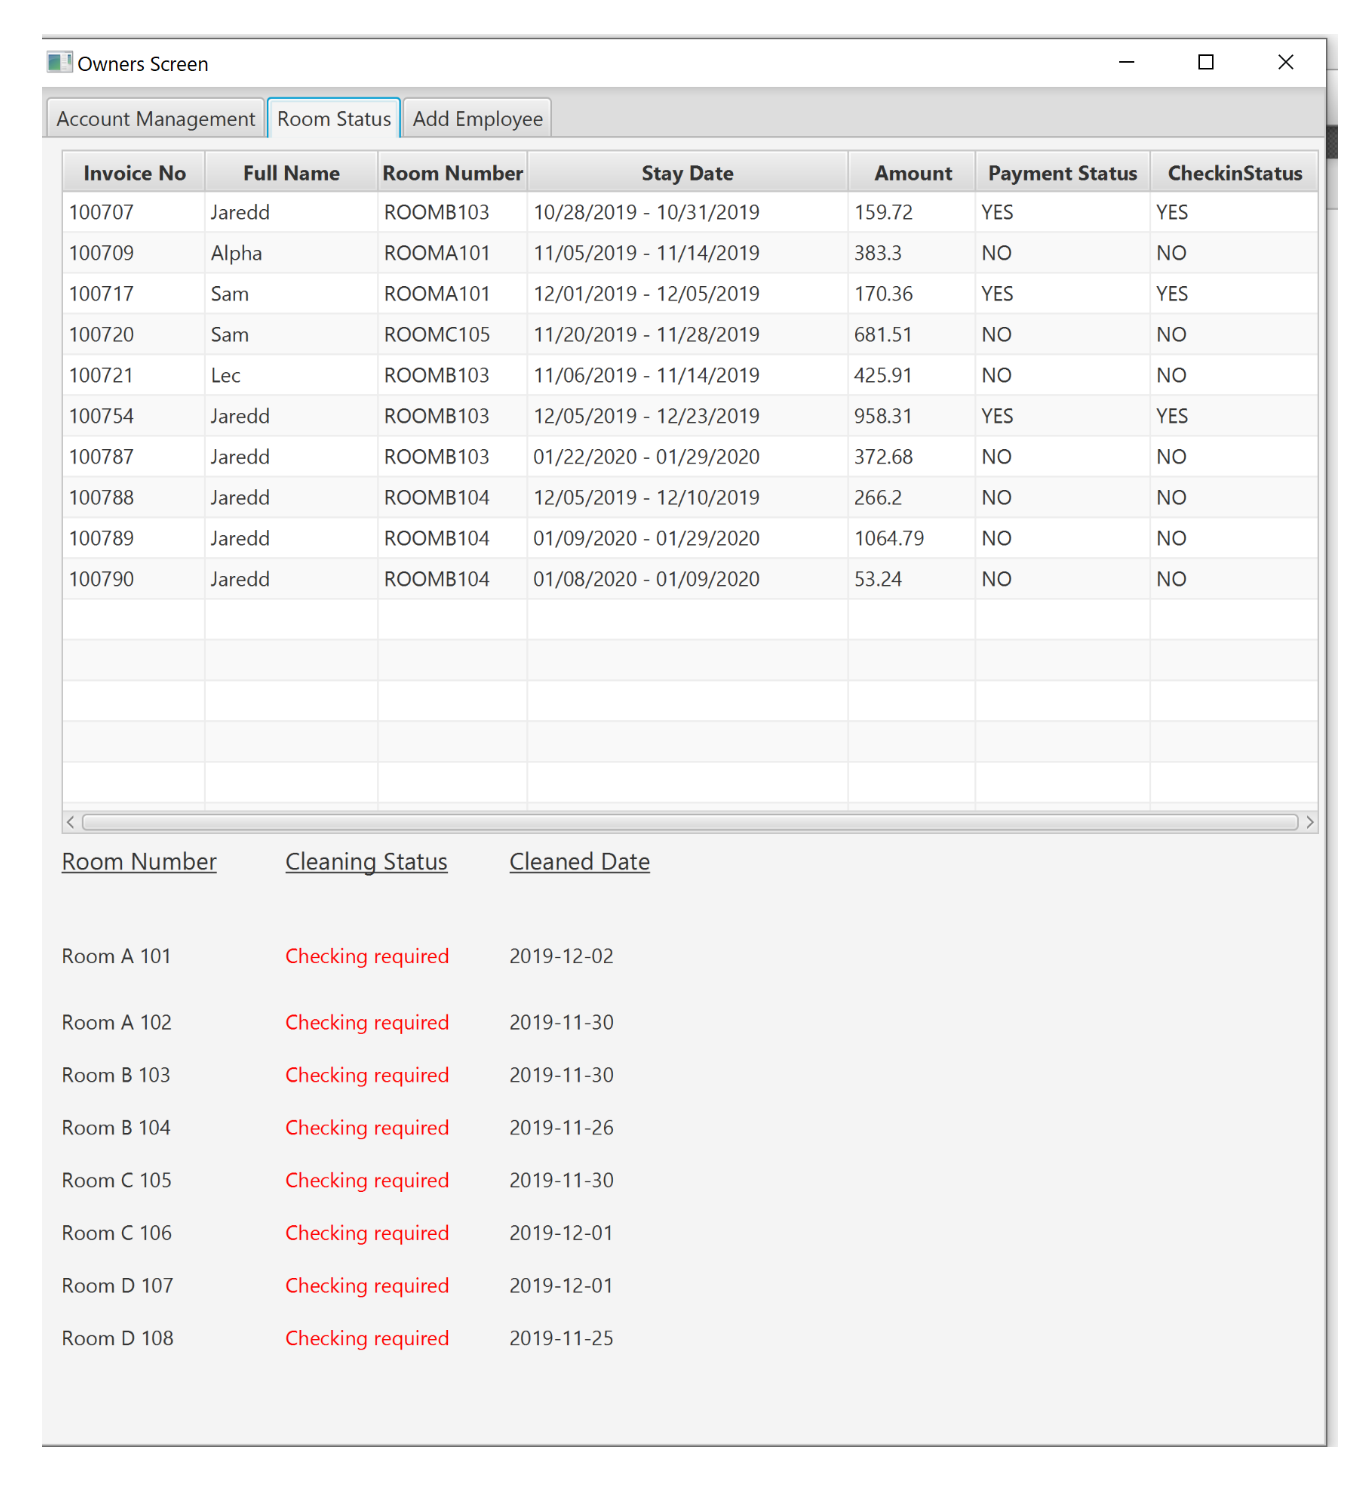 Owners Screen
Account Management Room Status Add Employee
Invoice No Full Name Room Number Stay Date Amount Payment Status CheckinStatus
100707 Jaredd ROOMB103 10/28/2019 - 10/31/2019 159.72 YES YES
100709 Alpha ROOMA101 11/05/2019 - 11/14/2019 383.3 NO NO
100717 Sam ROOMA101 12/01/2019 - 12/05/2019 170.36 YES YES
100720 Sam ROOMC105 11/20/2019 - 11/28/2019 681.51 NO NO
100721 Lec ROOMB103 11/06/2019 - 11/14/2019 425.91 NO NO
100754 Jaredd ROOMB103 12/05/2019 - 12/23/2019 958.31 YES YES
100787 Jaredd ROOMB103 01/22/2020 - 01/29/2020 372.68 NO NO
100788 Jaredd ROOMB104 12/05/2019 - 12/10/2019 266.2 NO NO
100789 Jaredd ROOMB104 01/09/2020 - 01/29/2020 1064.79 NO NO
100790 Jaredd ROOMB104 01/08/2020 - 01/09/2020 53.24 NO NO
Room Number Cleaning Status Cleaned Date
Room A 101 Checking required 2019-12-02
Room A 102 Checking required 2019-11-30
Room B 103 Checking required 2019-11-30
Room B 104 Checking required 2019-11-26
Room C 105 Checking required 2019-11-30
Room C 106 Checking required 2019-12-01
Room D 107 Checking required 2019-12-01
Room D 108 Checking required 2019-11-25